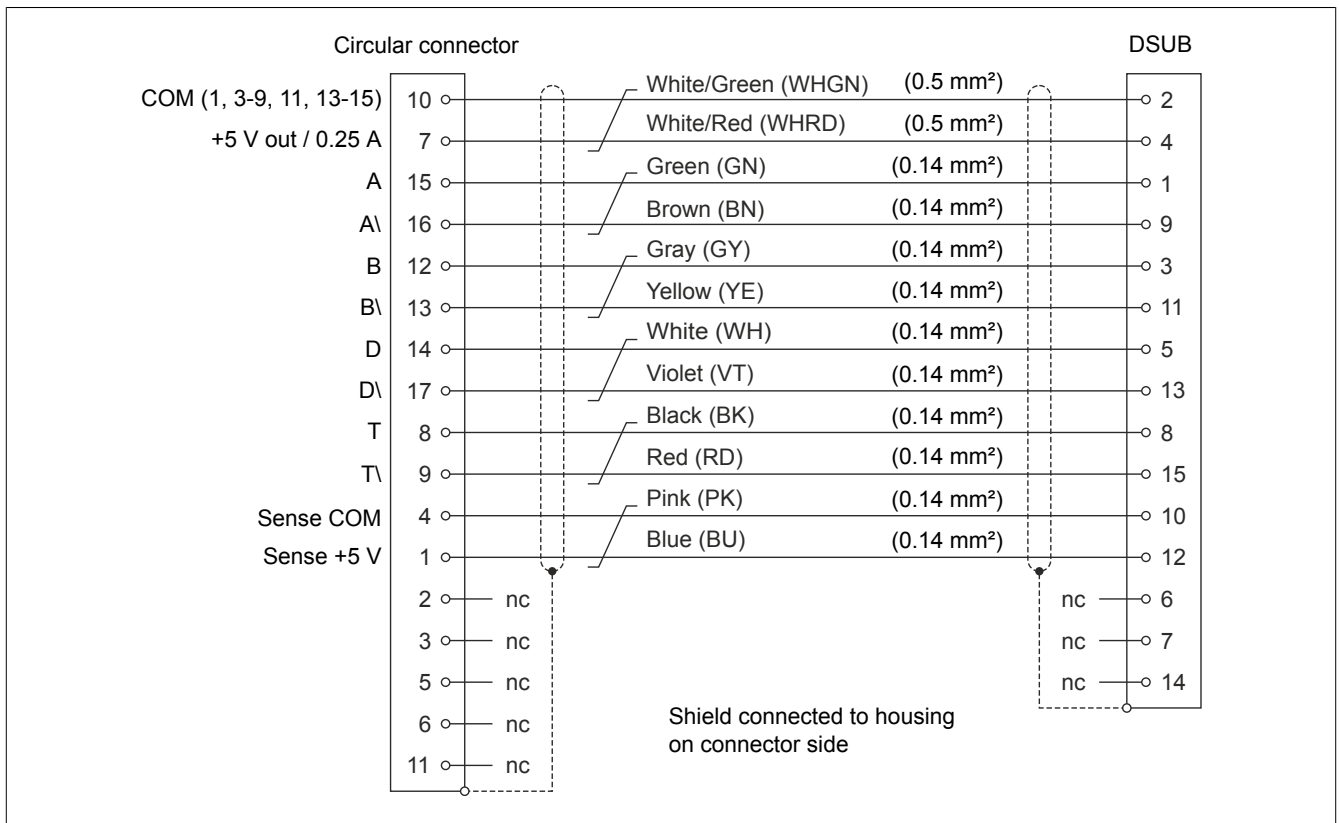 Circular connector DSUB
COM (1, 3-9, 11, 13-15) 10 White/Green (WHGN) (0.5 mm²) 2
+5 V out / 0.25 A 7 White/Red (WHRD) (0.5 mm²) 4
A 15 Green (GN) (0.14 mm²) 1
A\ 16 Brown (BN) (0.14 mm²) 9
B 12 Gray (GY) (0.14 mm²) 3
B\ 13 Yellow (YE) (0.14 mm²) 11
D 14 White (WH) (0.14 mm²) 5
D\ 17 Violet (VT) (0.14 mm²) 13
T 8 Black (BK) (0.14 mm²) 8
T\ 9 Red (RD) (0.14 mm²) 15
Sense COM 4 Pink (PK) (0.14 mm²) 10
Sense +5 V 1 Blue (BU) (0.14 mm²) 12
2 nc nc 6
3 nc nc 7
5 nc nc 14
6 nc
11 nc
Shield connected to housing
on connector side